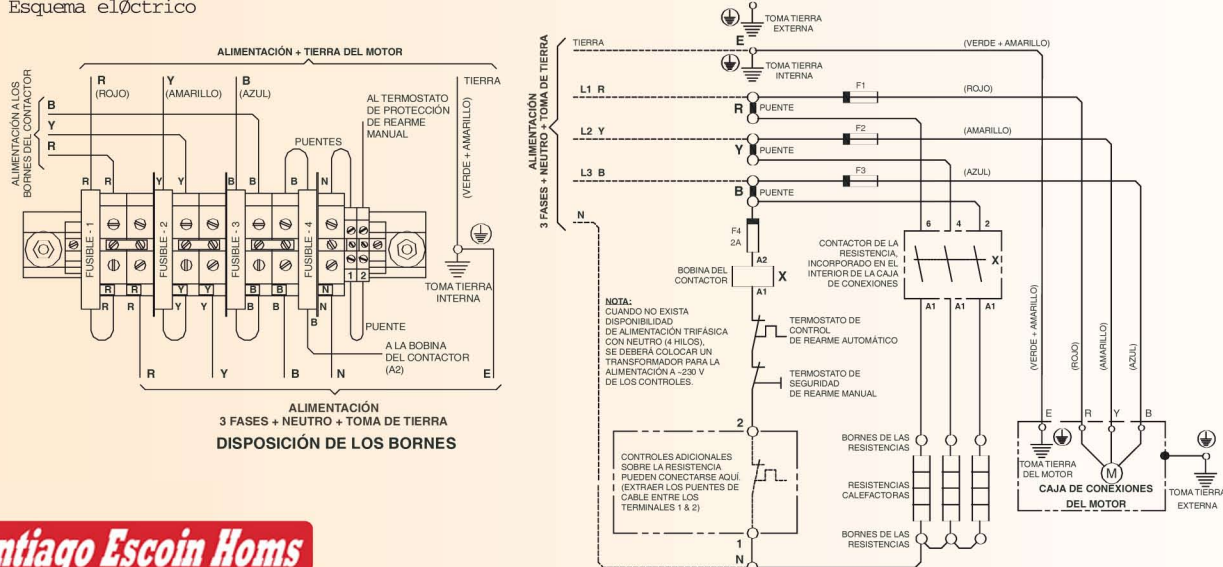 Esquema elØctrico
ALIMENTACIÓN + TIERRA DEL MOTOR
ALIMENTACIÓN A LOS
BORNES DEL CONTACTOR
B
Y
R
R
(ROJO)
Y
(AMARILLO)
B
(AZUL)
TIERRA
AL TERMOSTATO
DE PROTECCIÓN
DE REARME
MANUAL
PUENTES
(VERDE + AMARILLO)
R R Y Y B B B N
FUSIBLE - 1
FUSIBLE - 2
FUSIBLE - 3
FUSIBLE - 4
1 2
R R Y Y B B N
R R Y Y B B N
B
TOMA TIERRA
INTERNA
PUENTE
A LA BOBINA
DEL CONTACTOR
(A2)
R Y B N E
ALIMENTACIÓN
3 FASES + NEUTRO + TOMA DE TIERRA
DISPOSICIÓN DE LOS BORNES
ntiago Escoin Homs
ALIMENTACIÓN
3 FASES + NEUTRO + TOMA DE TIERRA
TOMA TIERRA
EXTERNA
TIERRA
E
(VERDE + AMARILLO)
TOMA TIERRA
INTERNA
L1 R
F1
(ROJO)
R PUENTE
L2 Y
F2
(AMARILLO)
Y PUENTE
L3 B
F3
(AZUL)
B PUENTE
N
F4
2A
6 4 2
CONTACTOR DE LA
RESISTENCIA,
INCORPORADO EN EL
INTERIOR DE LA CAJA
DE CONEXIONES
X
A1 A1 A1
A2
BOBINA DEL
CONTACTOR
X
A1
NOTA:
CUANDO NO EXISTA
DISPONIBILIDAD
DE ALIMENTACIÓN TRIFÁSICA
CON NEUTRO (4 HILOS),
SE DEBERÁ COLOCAR UN
TRANSFORMADOR PARA LA
ALIMENTACIÓN A ~230 V
DE LOS CONTROLES.
TERMOSTATO DE
CONTROL
DE REARME AUTOMÁTICO
TERMOSTATO DE
SEGURIDAD
DE REARME MANUAL
(VERDE + AMARILLO)
(ROJO)
(AMARILLO)
(AZUL)
2
CONTROLES ADICIONALES
SOBRE LA RESISTENCIA
PUEDEN CONECTARSE AQUÍ.
(EXTRAER LOS PUENTES DE
CABLE ENTRE LOS
TERMINALES 1 & 2)
1
N
BORNES DE LAS
RESISTENCIAS
RESISTENCIAS
CALEFACTORAS
BORNES DE LAS
RESISTENCIAS
E R Y B
TOMA TIERRA
DEL MOTOR
M
CAJA DE CONEXIONES
DEL MOTOR
TOMA TIERRA
EXTERNA